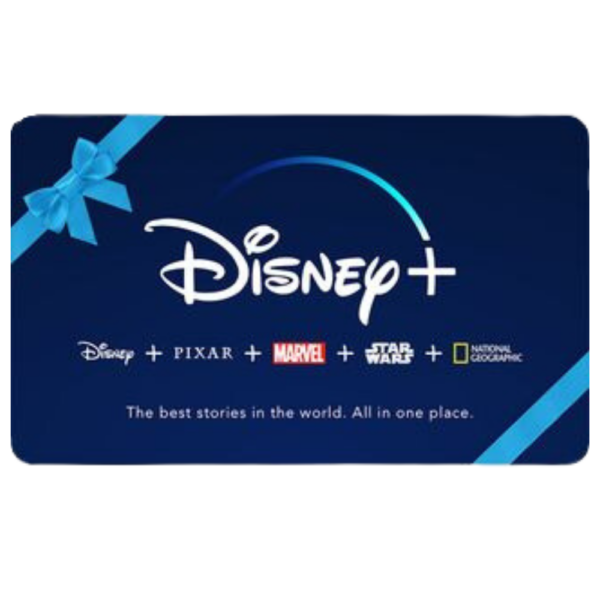 Disney+
Disney + PIXAR + MARVEL + STAR WARS + NATIONAL GEOGRAPHIC
The best stories in the world. All in one place.